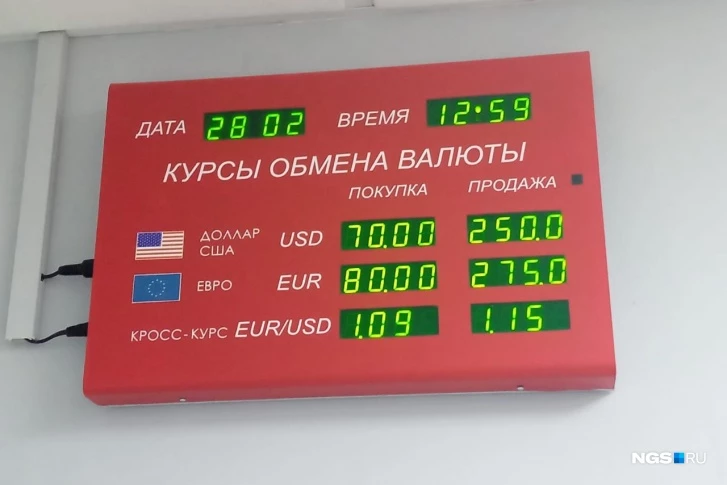 ДАТА 28 02 ВРЕМЯ 12:59
КУРСЫ ОБМЕНА ВАЛЮТЫ
ПОКУПКА ПРОДАЖА
ДОЛЛАР США USD 70.00 250.0
ЕВРО EUR 80.00 275.0
КРОСС-КУРС EUR/USD 1.09 1.15
NGS.RU